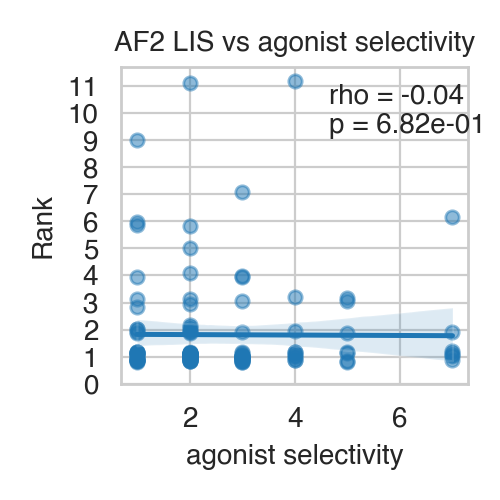 AF2 LIS vs agonist selectivity
rho = -0.04
p = 6.82e-01
Rank
11
10
9
8
7
6
5
4
3
2
1
0
2 4 6
agonist selectivity